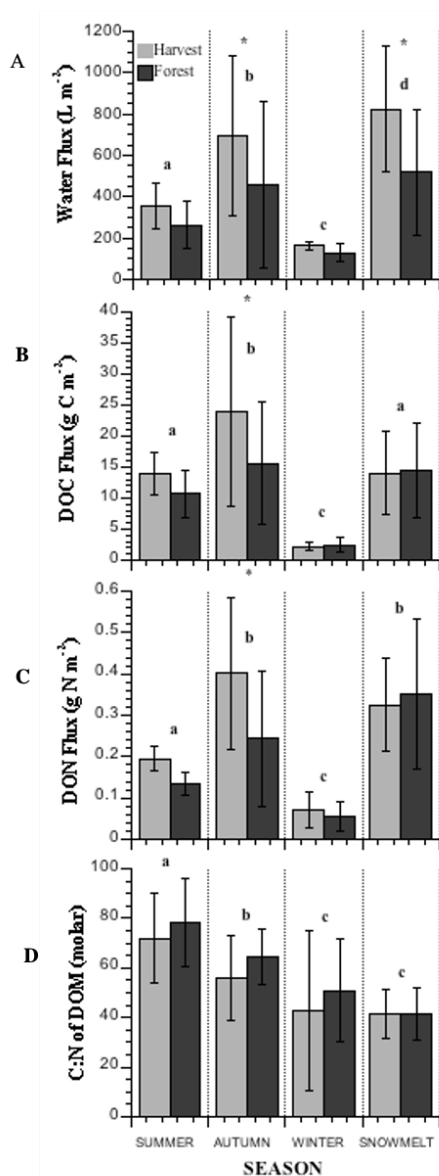 A
Water Flux (L m⁻²)
1200
1000
800
600
400
200
0
Harvest
Forest
*
*
a
b
c
d
B
DOC Flux (g C m⁻²)
40
35
30
25
20
15
10
5
0
*
a
b
c
a
C
DON Flux (g N m⁻²)
0.6
0.5
0.4
0.3
0.2
0.1
0
*
a
b
c
b
D
C:N of DOM (molar)
100
80
60
40
20
0
a
b
c
c
SUMMER AUTUMN WINTER SNOWMELT
SEASON